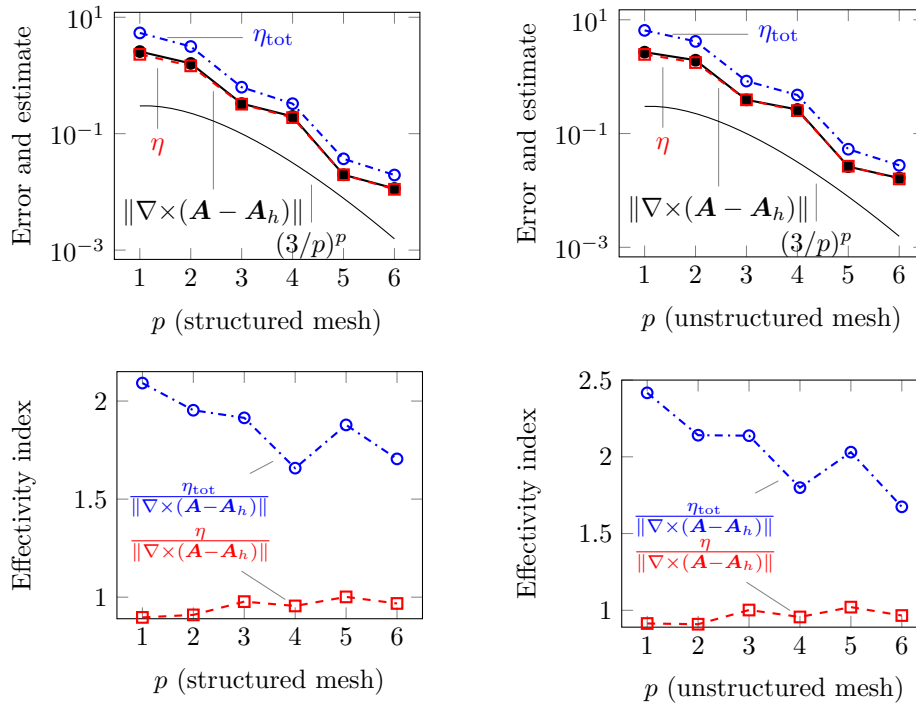 10^1
10^{-1}
10^{-3}
Error and estimate
η_tot
η
‖∇×(A − A_h)‖
(3/p)^p
1 2 3 4 5 6
p (structured mesh)
10^1
10^{-1}
10^{-3}
Error and estimate
η_tot
η
‖∇×(A − A_h)‖
(3/p)^p
1 2 3 4 5 6
p (unstructured mesh)
2
1.5
1
Effectivity index
η_tot
‖∇×(A−A_h)‖
η
‖∇×(A−A_h)‖
1 2 3 4 5 6
p (structured mesh)
2.5
2
1.5
1
Effectivity index
η_tot
‖∇×(A−A_h)‖
η
‖∇×(A−A_h)‖
1 2 3 4 5 6
p (unstructured mesh)